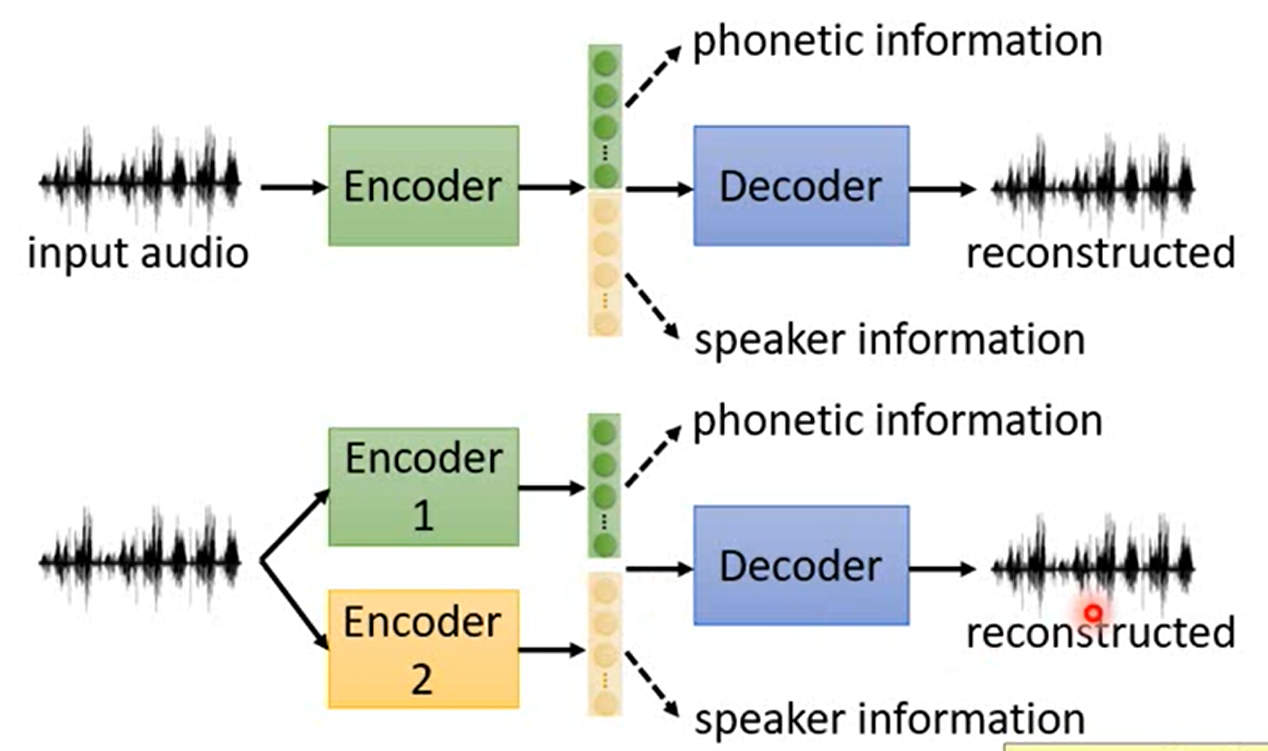 phonetic information
Encoder
Decoder
input audio
reconstructed
speaker information
phonetic information
Encoder
1
Decoder
reconstructed
Encoder
2
speaker information